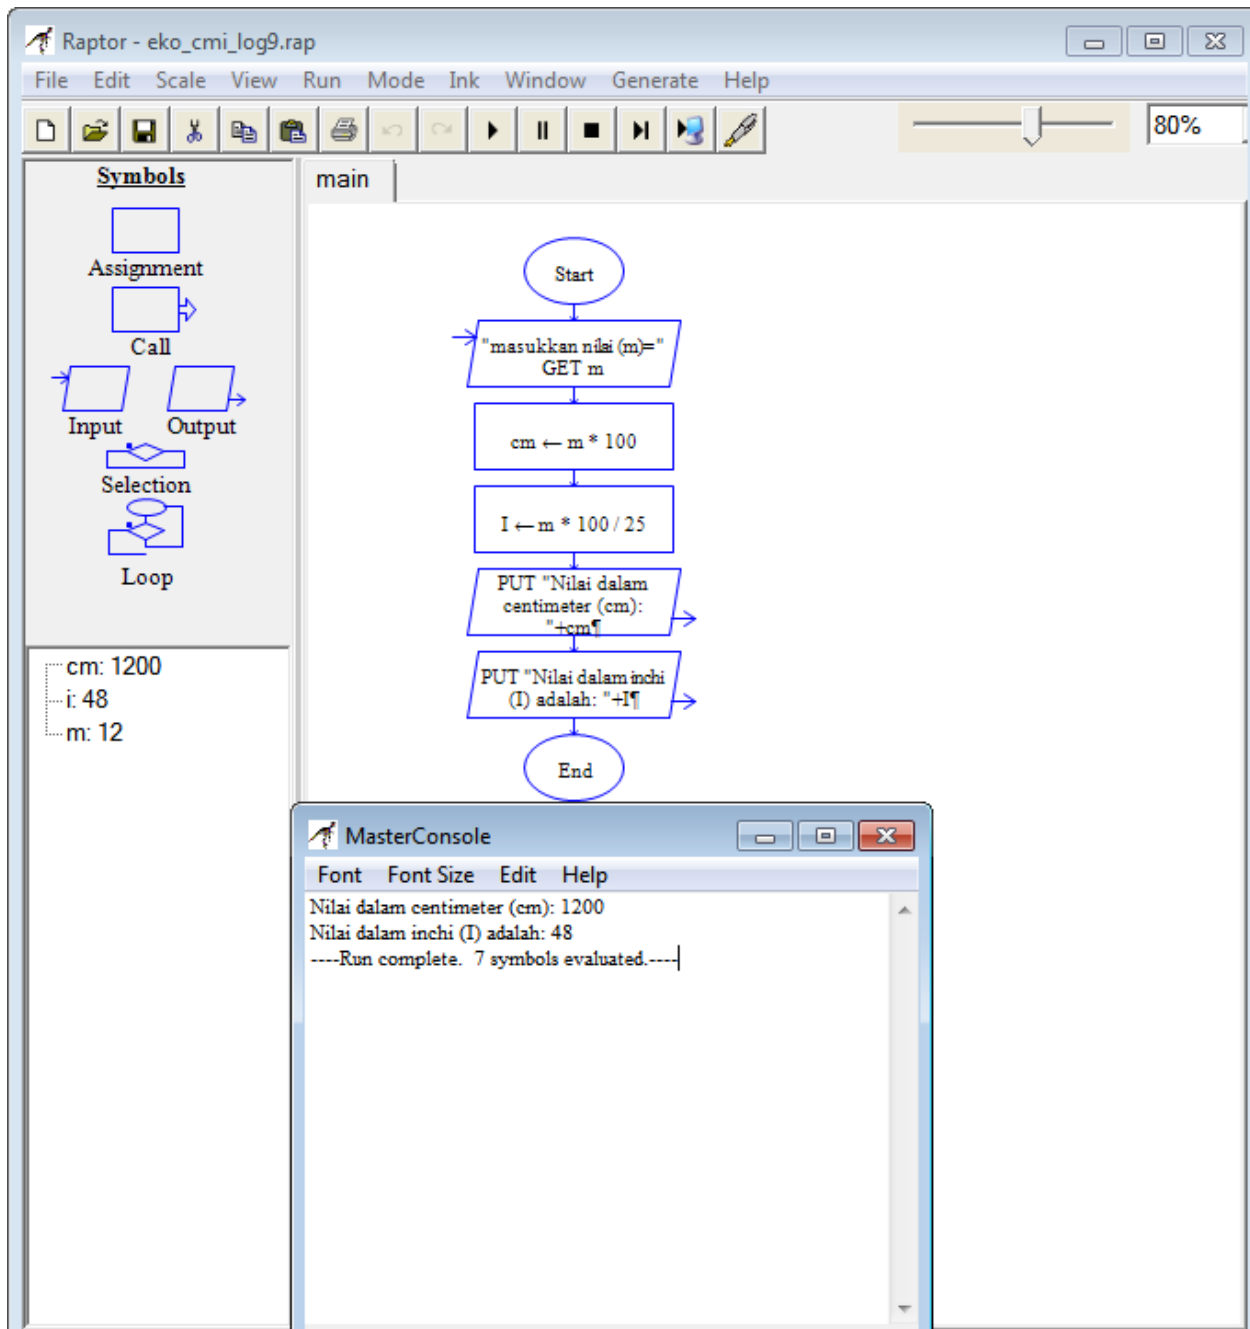 Raptor - eko_cmi_log9.rap
File Edit Scale View Run Mode Ink Window Generate Help
80%
Symbols
Assignment
Call
Input Output
Selection
Loop
cm: 1200
i: 48
m: 12
main
Start
"masukkan nilai (m)="
GET m
cm ← m * 100
I ← m * 100 / 25
PUT "Nilai dalam
centimeter (cm):
"+cm¶
PUT "Nilai dalam inchi
(I) adalah: "+I¶
End
MasterConsole
Font Font Size Edit Help
Nilai dalam centimeter (cm): 1200
Nilai dalam inchi (I) adalah: 48
----Run complete.  7 symbols evaluated.----